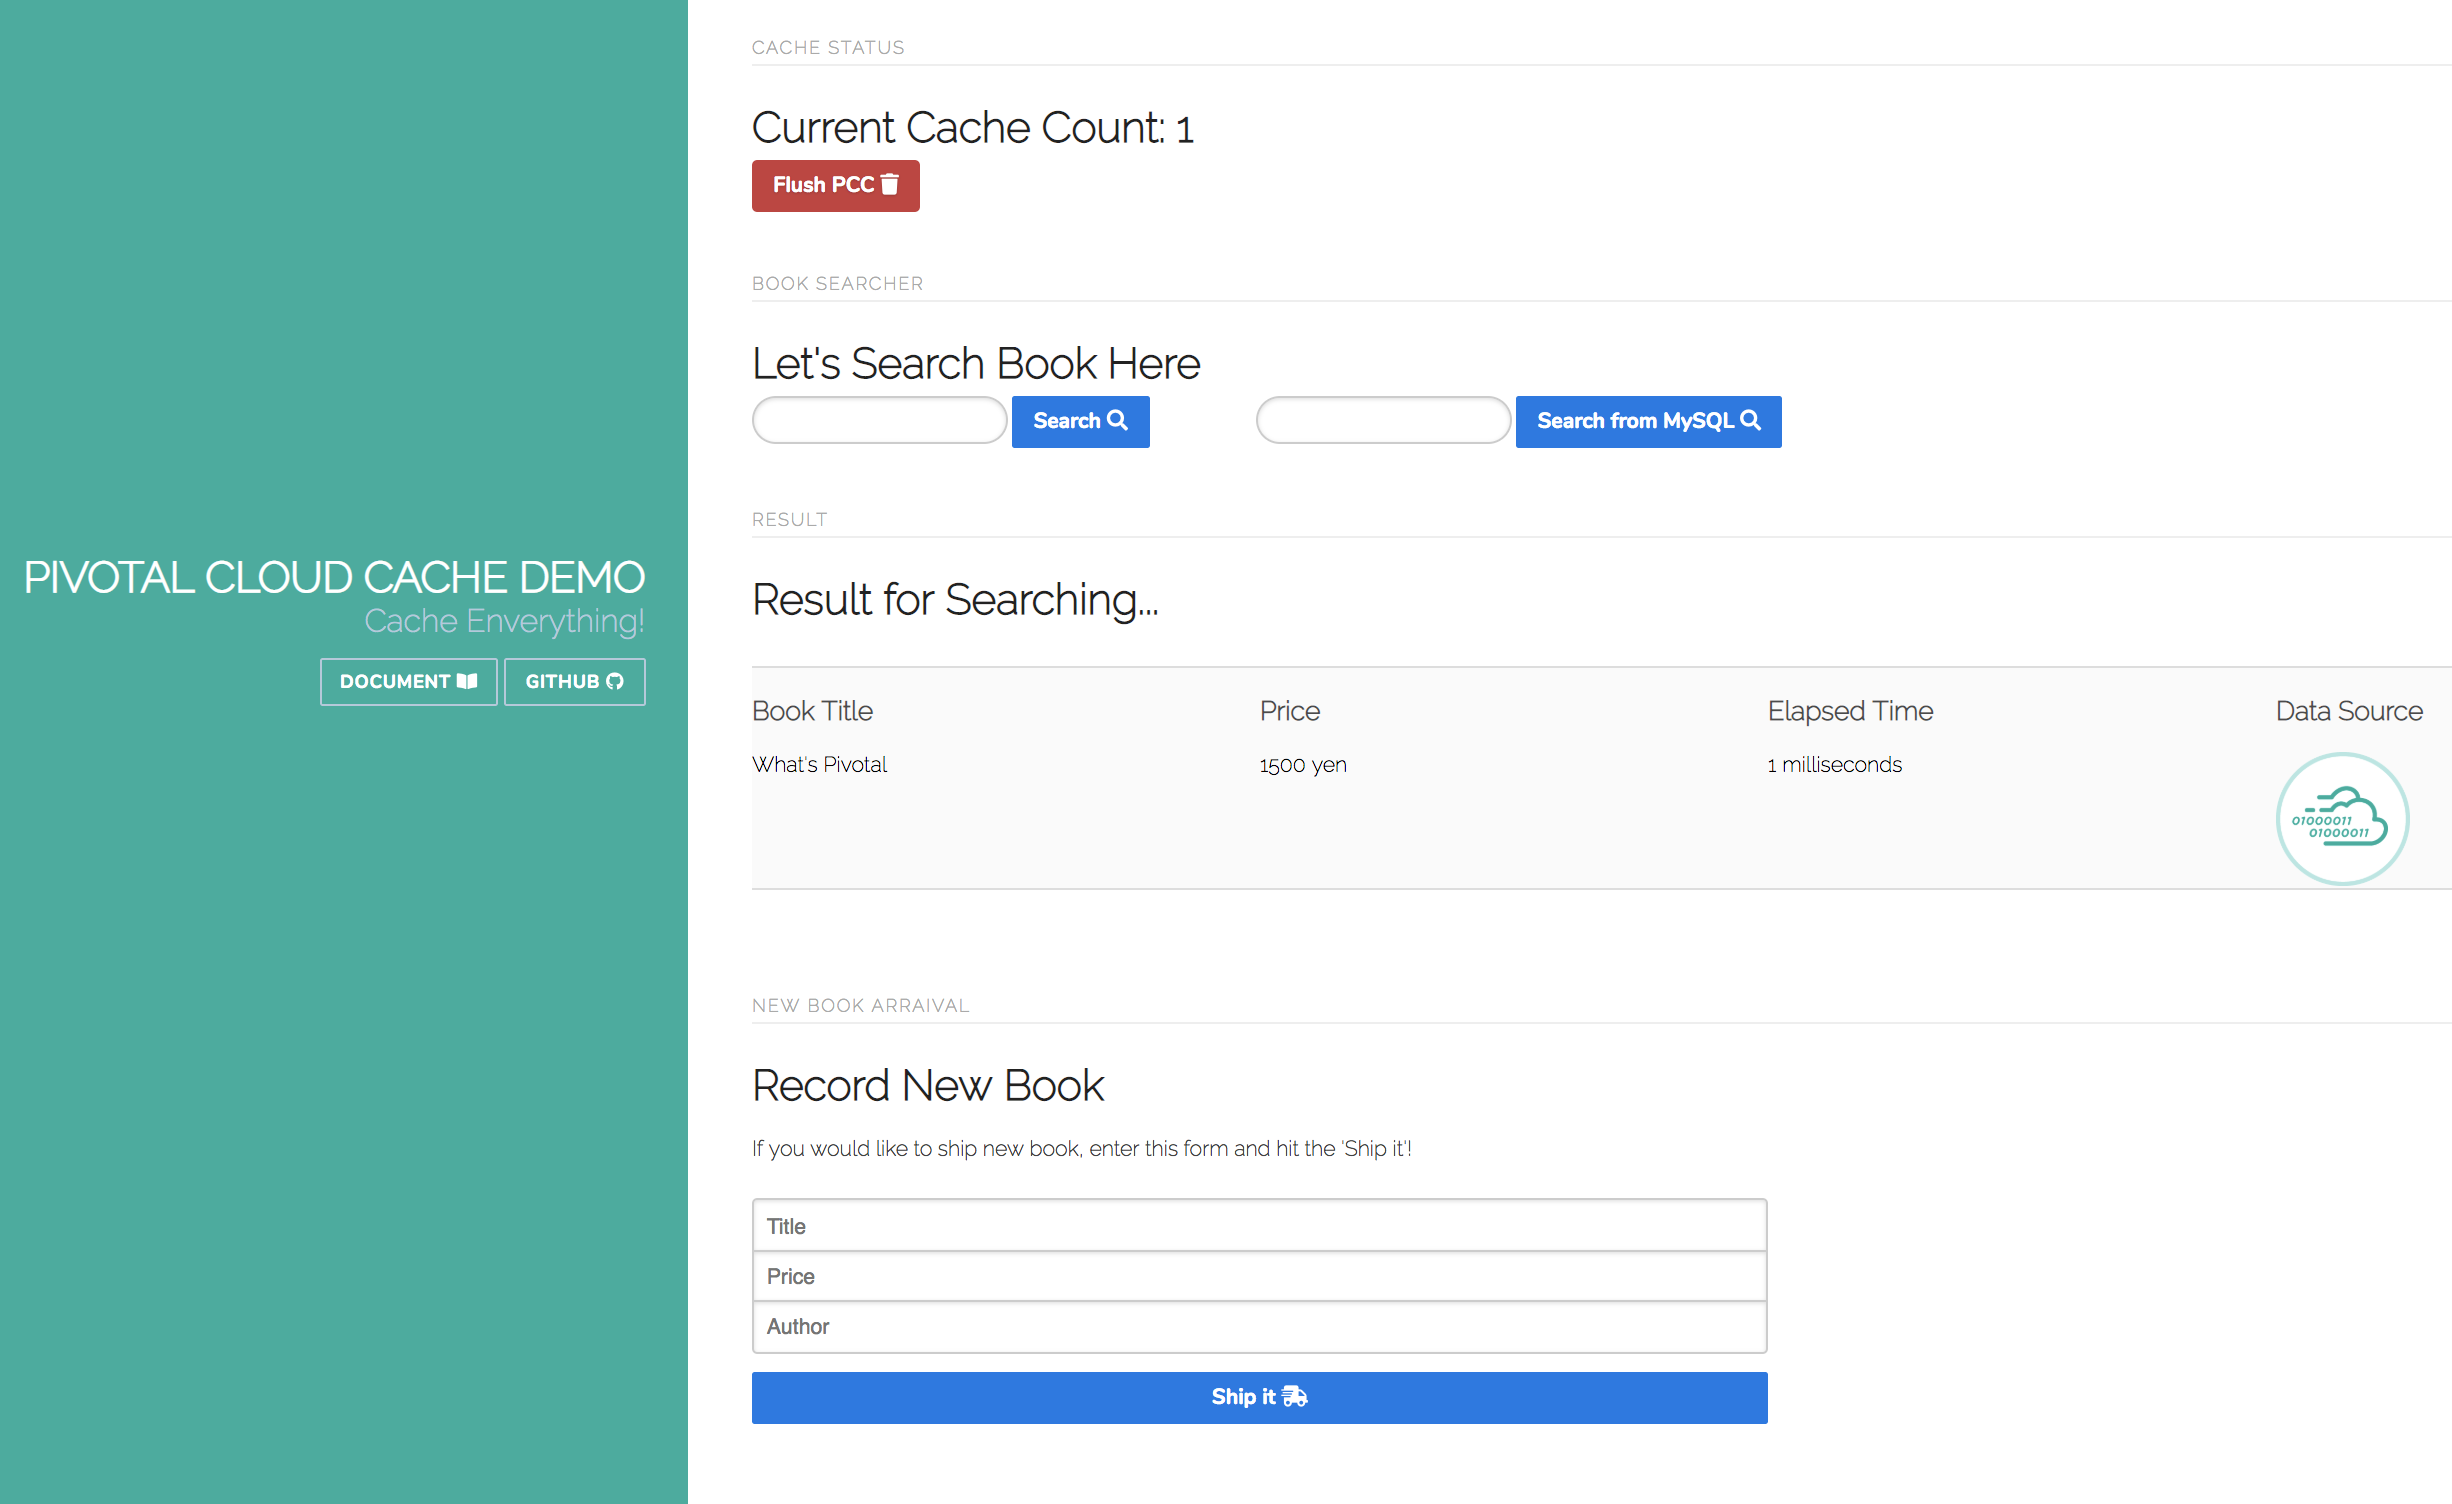 PIVOTAL CLOUD CACHE DEMO
Cache Enverything!
DOCUMENT
GITHUB
CACHE STATUS
Current Cache Count: 1
Flush PCC
BOOK SEARCHER
Let's Search Book Here
Search
Search from MySQL
RESULT
Result for Searching...
Book Title Price Elapsed Time Data Source
What's Pivotal 1500 yen 1 milliseconds
01000011
01000011
NEW BOOK ARRAIVAL
Record New Book
If you would like to ship new book, enter this form and hit the 'Ship it'!
Title
Price
Author
Ship it